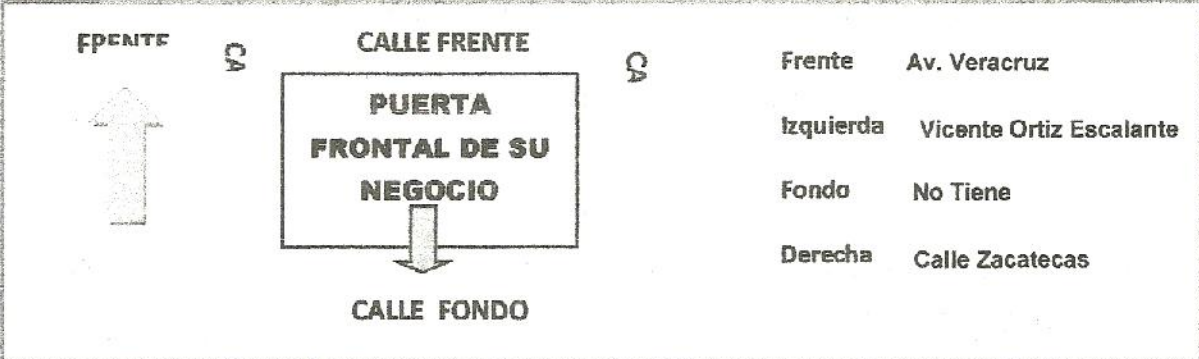 FRENTE
CA
CALLE FRENTE
CA
PUERTA
FRONTAL DE SU
NEGOCIO
CALLE FONDO
Frente Av. Veracruz
Izquierda Vicente Ortiz Escalante
Fondo No Tiene
Derecha Calle Zacatecas